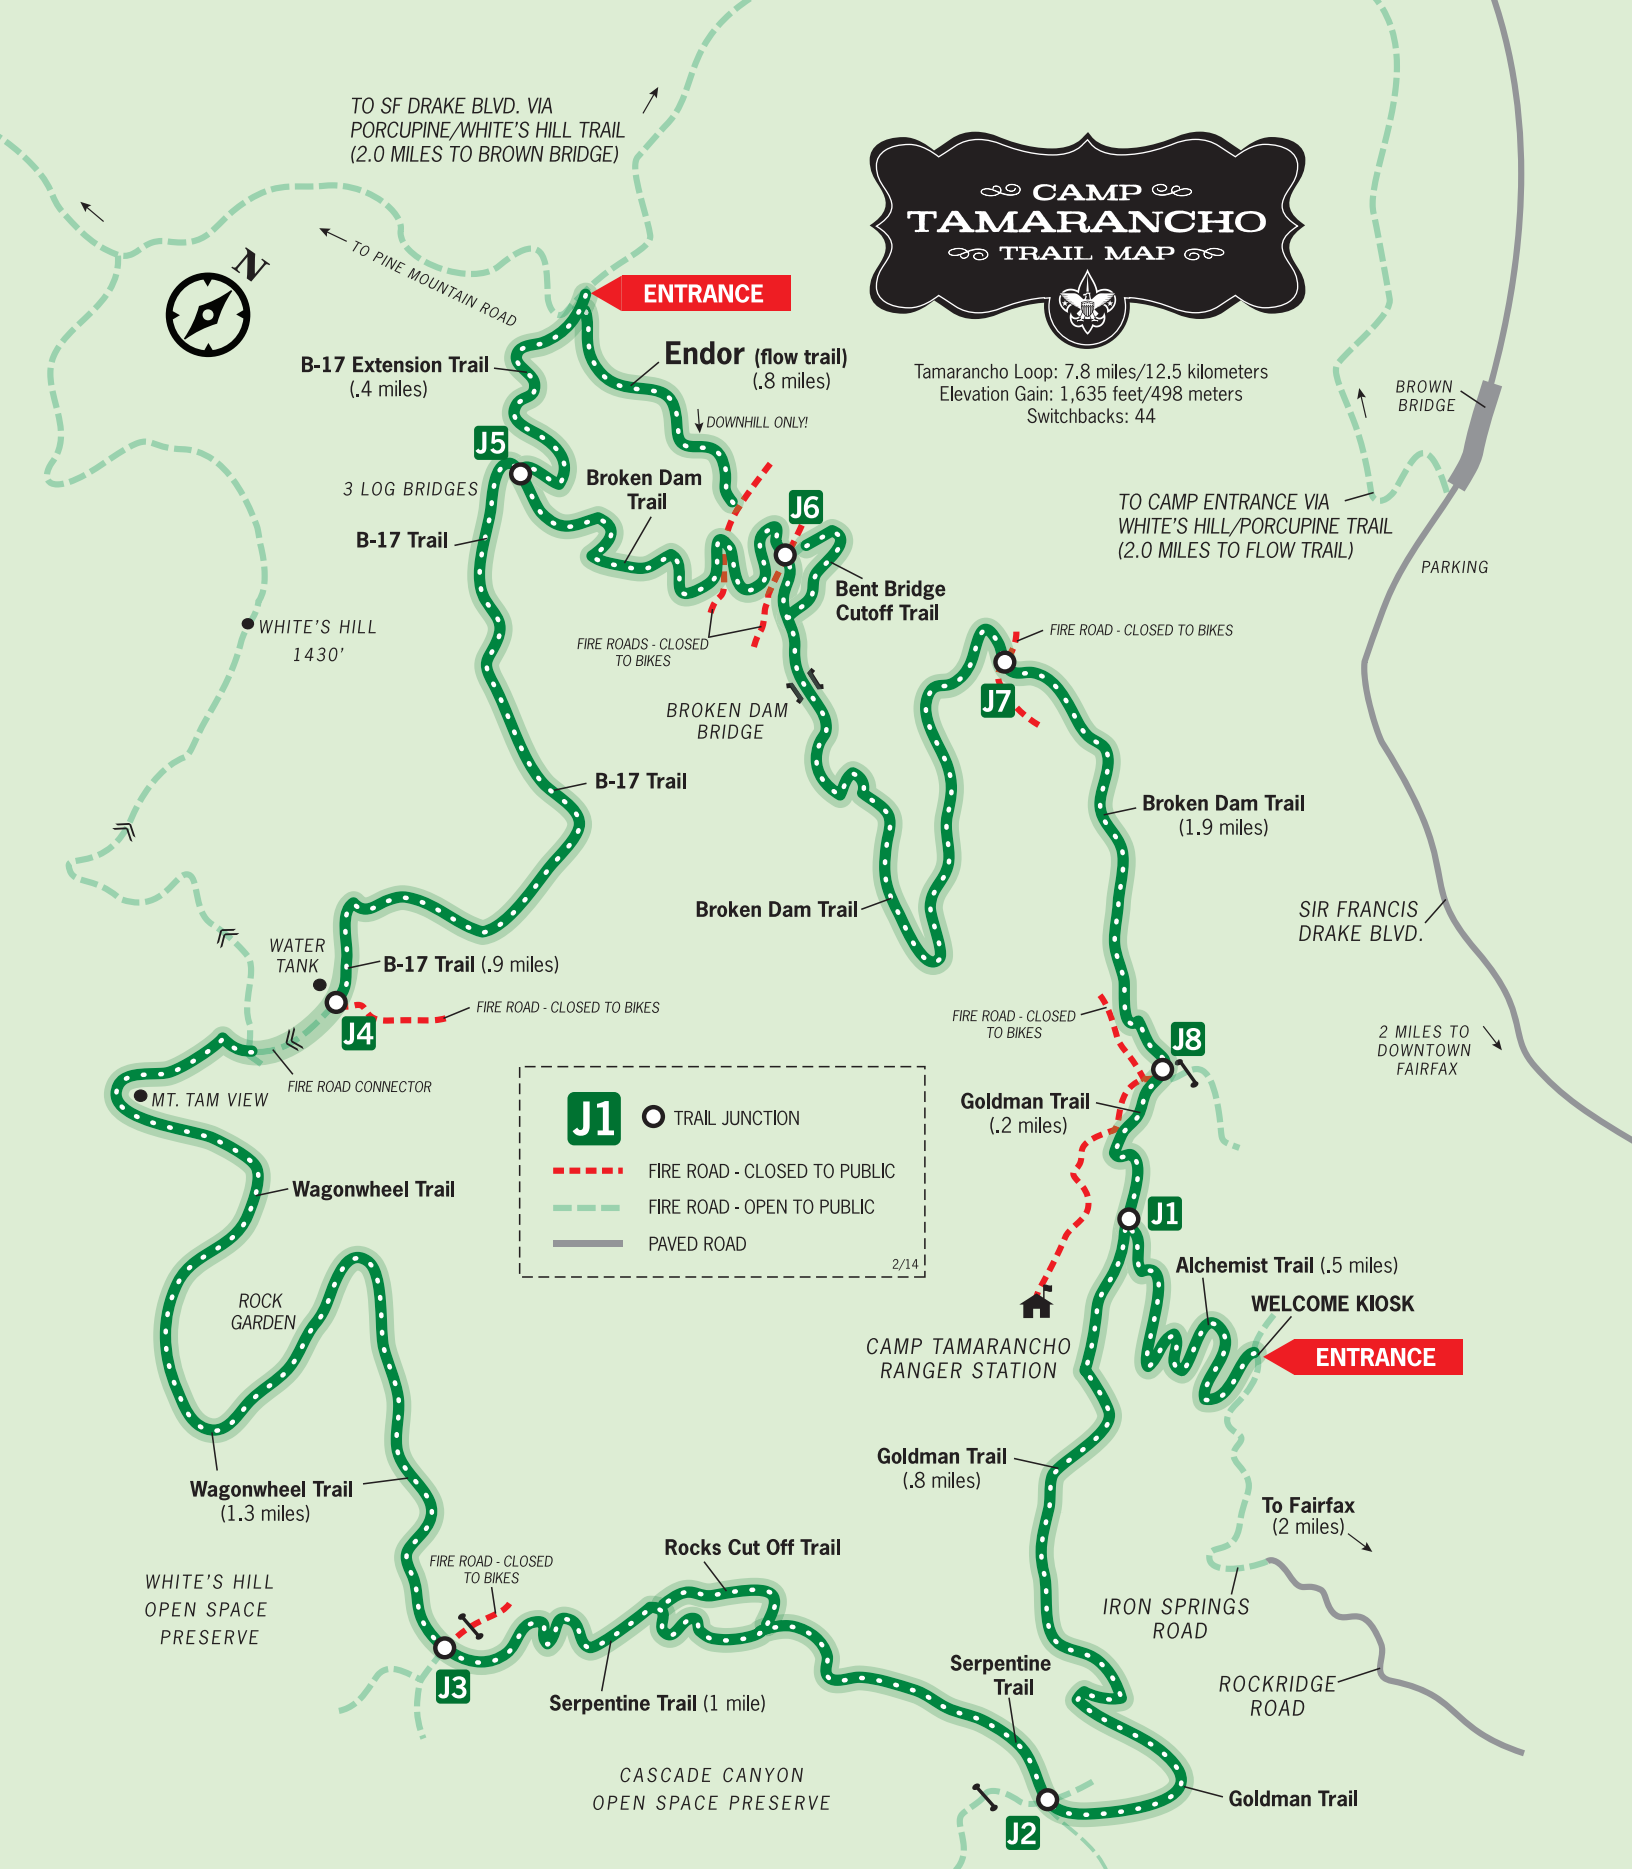 TO SF DRAKE BLVD. VIA
PORCUPINE/WHITE'S HILL TRAIL
(2.0 MILES TO BROWN BRIDGE)
CAMP
TAMARANCHO
TRAIL MAP
Tamarancho Loop: 7.8 miles/12.5 kilometers
Elevation Gain: 1,635 feet/498 meters
Switchbacks: 44
N
TO PINE MOUNTAIN ROAD
ENTRANCE
B-17 Extension Trail
(.4 miles)
Endor (flow trail)
(.8 miles)
DOWNHILL ONLY!
BROWN
BRIDGE
J5
3 LOG BRIDGES
Broken Dam
Trail
J6
B-17 Trail
TO CAMP ENTRANCE VIA
WHITE'S HILL/PORCUPINE TRAIL
(2.0 MILES TO FLOW TRAIL)
PARKING
Bent Bridge
Cutoff Trail
WHITE'S HILL
1430'
FIRE ROADS - CLOSED
TO BIKES
FIRE ROAD - CLOSED TO BIKES
J7
BROKEN DAM
BRIDGE
B-17 Trail
Broken Dam Trail
(1.9 miles)
Broken Dam Trail
SIR FRANCIS
DRAKE BLVD.
WATER
TANK
B-17 Trail (.9 miles)
FIRE ROAD - CLOSED TO BIKES
J4
FIRE ROAD - CLOSED
TO BIKES
J8
2 MILES TO
DOWNTOWN
FAIRFAX
FIRE ROAD CONNECTOR
MT. TAM VIEW
Goldman Trail
(.2 miles)
J1
TRAIL JUNCTION
FIRE ROAD - CLOSED TO PUBLIC
FIRE ROAD - OPEN TO PUBLIC
PAVED ROAD
2/14
Wagonwheel Trail
J1
Alchemist Trail (.5 miles)
WELCOME KIOSK
ENTRANCE
ROCK
GARDEN
CAMP TAMARANCHO
RANGER STATION
Goldman Trail
(.8 miles)
Wagonwheel Trail
(1.3 miles)
To Fairfax
(2 miles)
Rocks Cut Off Trail
FIRE ROAD - CLOSED
TO BIKES
WHITE'S HILL
OPEN SPACE
PRESERVE
IRON SPRINGS
ROAD
J3
Serpentine Trail (1 mile)
Serpentine
Trail
ROCKRIDGE
ROAD
CASCADE CANYON
OPEN SPACE PRESERVE
Goldman Trail
J2